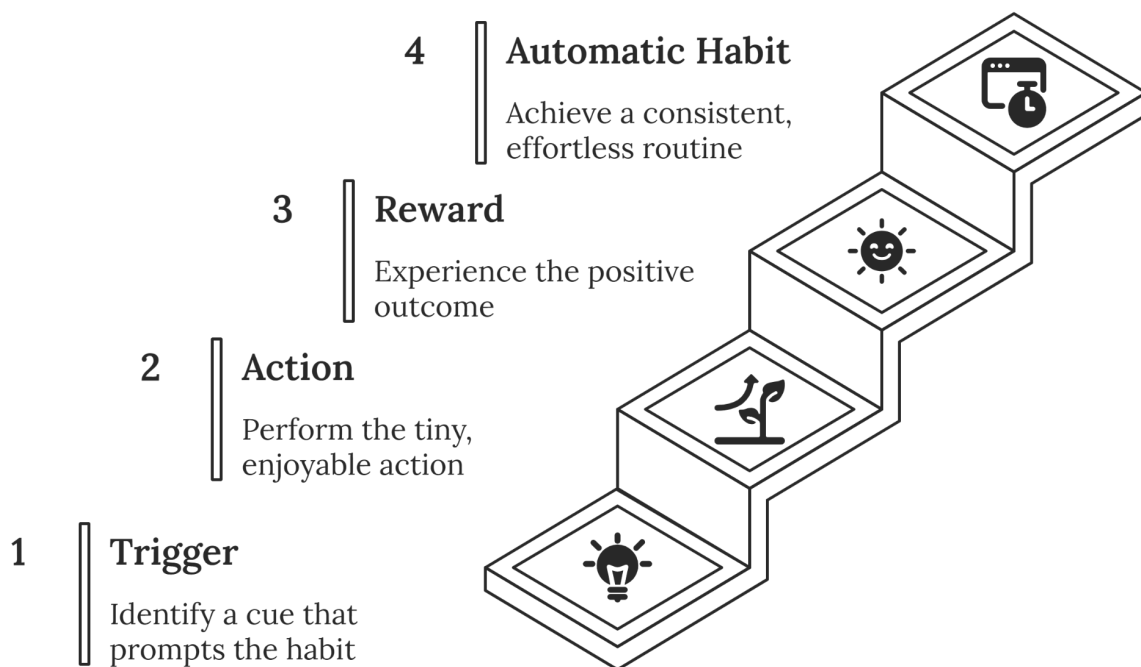 4
Automatic Habit
Achieve a consistent,
effortless routine
3
Reward
Experience the positive
outcome
2
Action
Perform the tiny,
enjoyable action
1
Trigger
Identify a cue that
prompts the habit